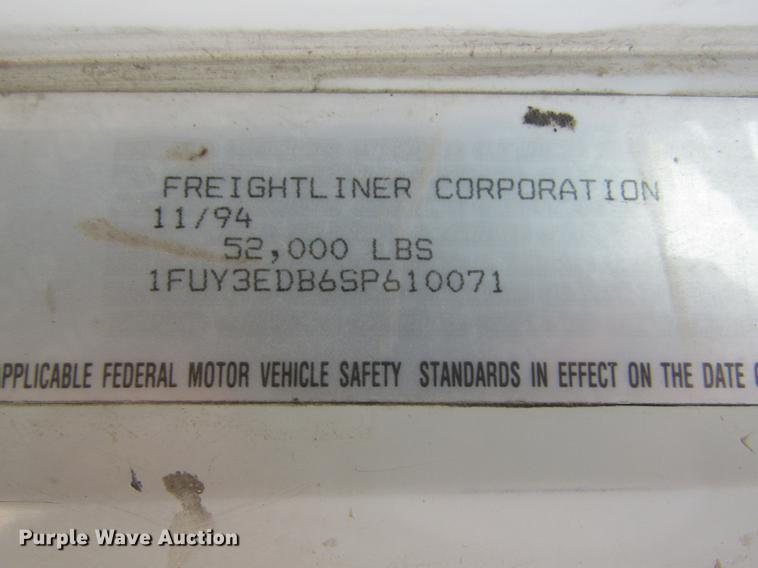 FREIGHTLINER CORPORATION
11/94
52,000 LBS
1FUY3EDB6SP610071
APPLICABLE FEDERAL MOTOR VEHICLE SAFETY STANDARDS IN EFFECT ON THE DATE
Purple Wave Auction